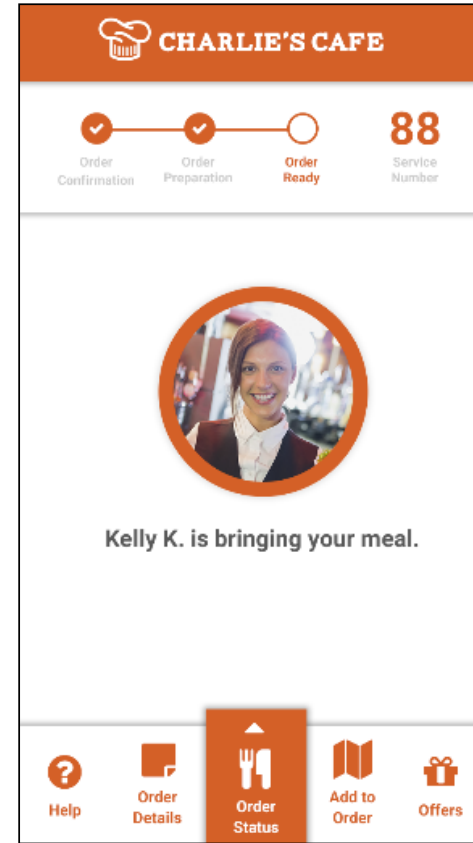 CHARLIE'S CAFE
Order
Confirmation
Order
Preparation
Order
Ready
88
Service
Number
Kelly K. is bringing your meal.
Help
Order
Details
Order
Status
Add to
Order
Offers